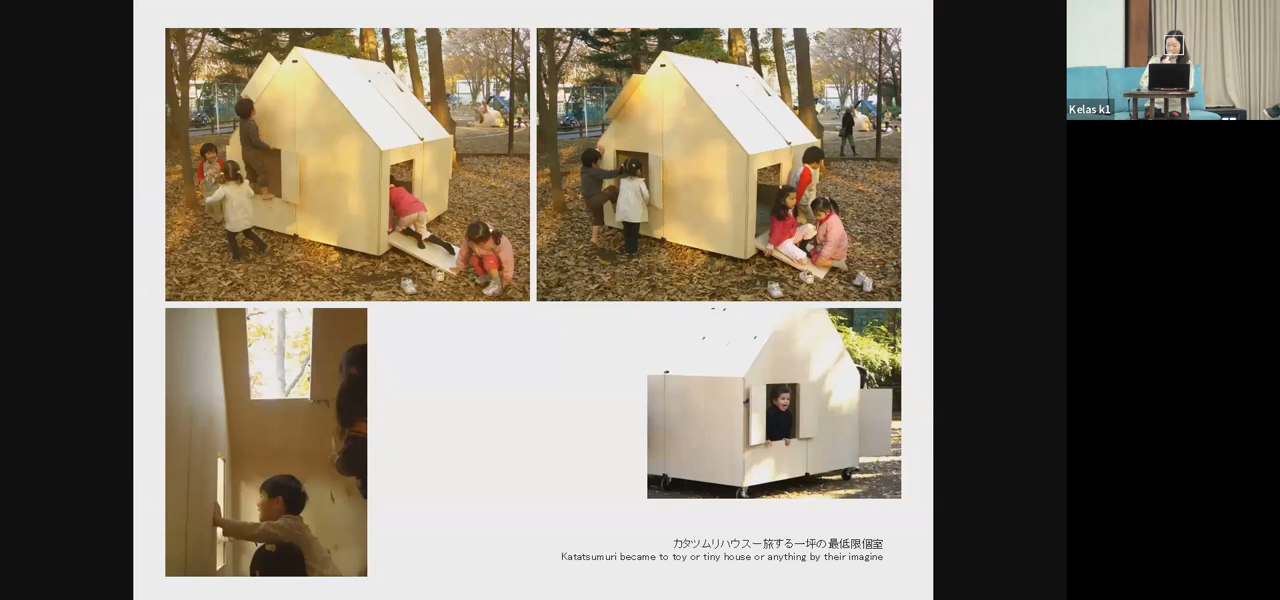 Kelas k1
カタツムリハウスー旅する一坪の最低限個室
Katatsumuri became to toy or tiny house or anything by their imagine